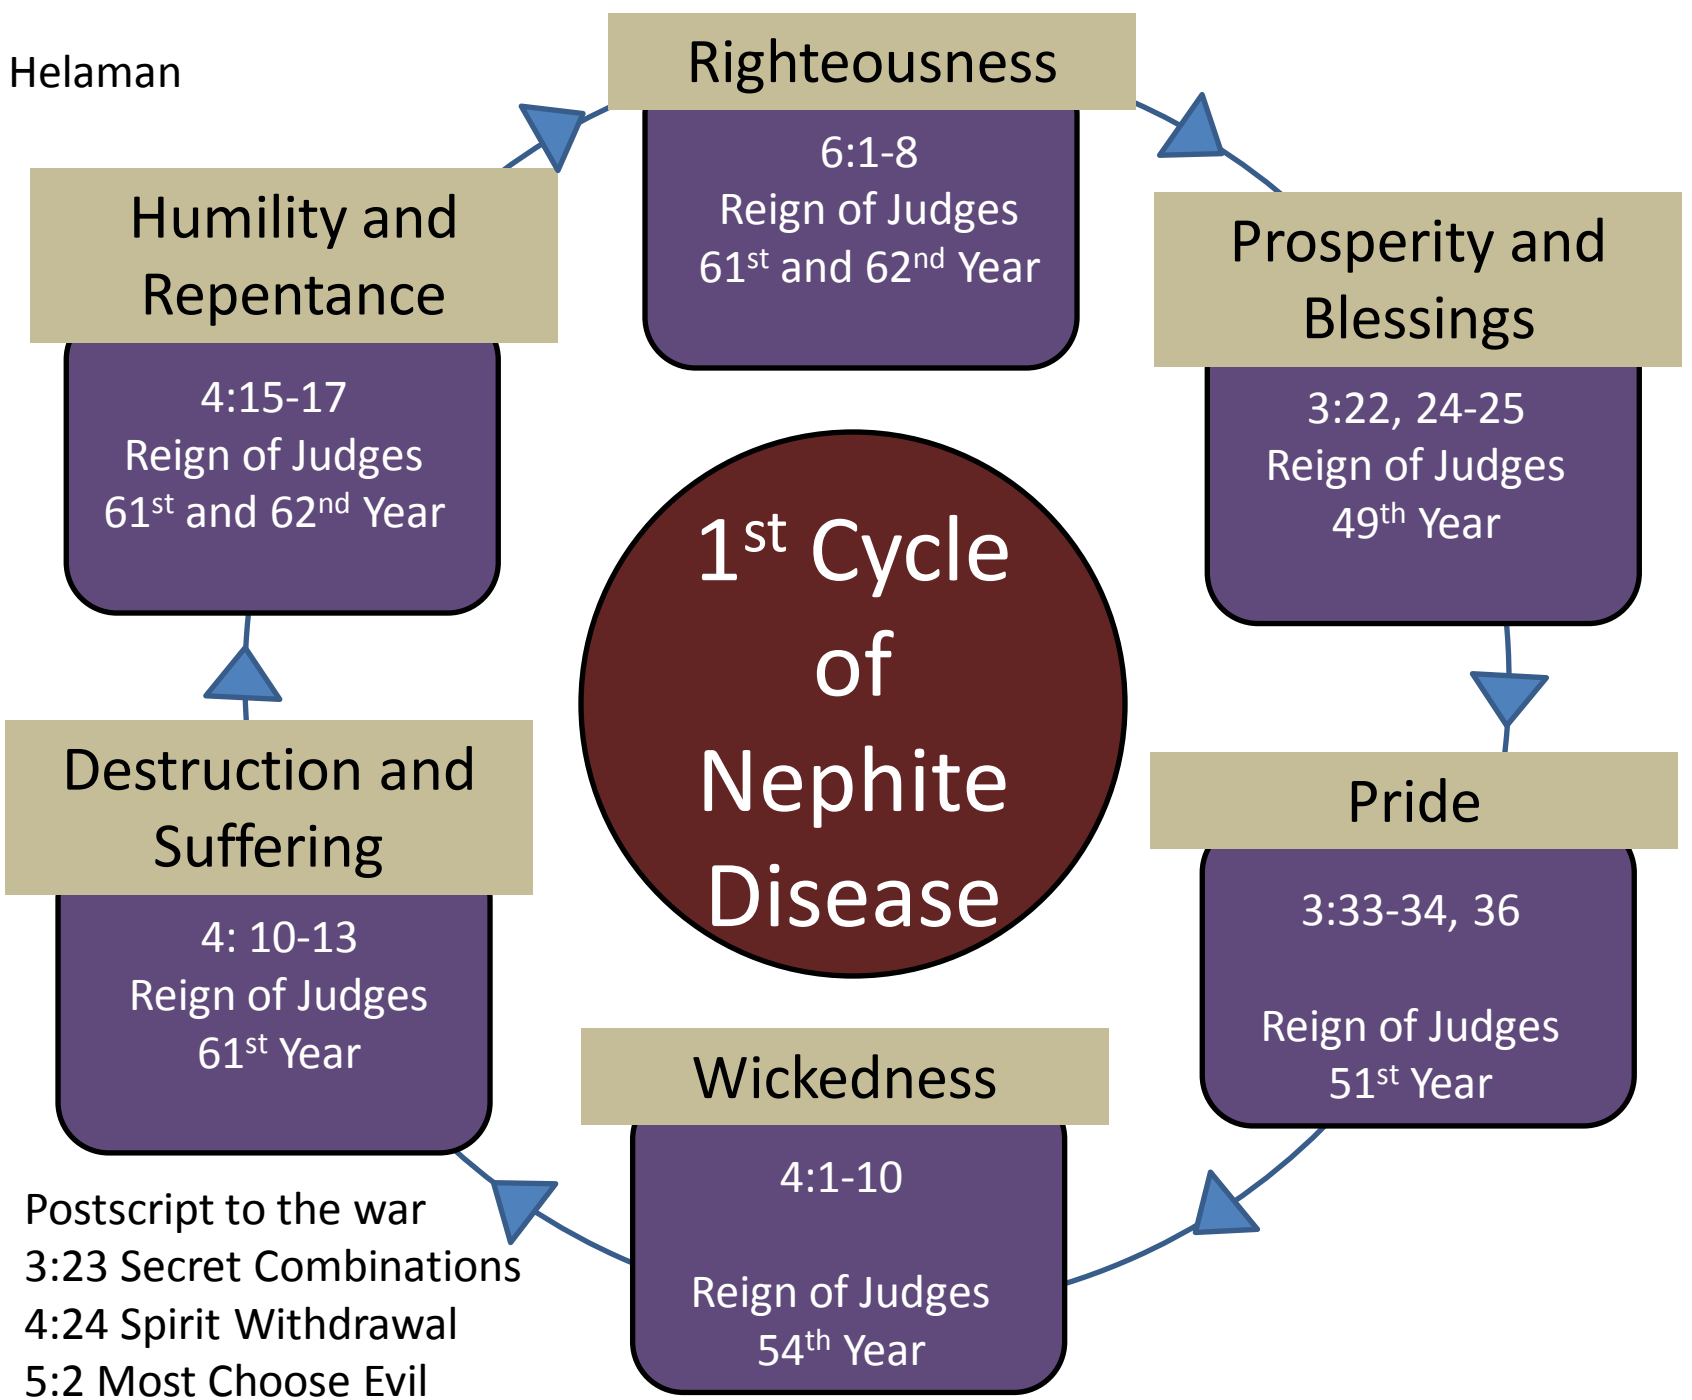 Helaman
Righteousness
6:1-8
Reign of Judges
61st and 62nd Year
Prosperity and
Blessings
3:22, 24-25
Reign of Judges
49th Year
Pride
3:33-34, 36
Reign of Judges
51st Year
Wickedness
4:1-10
Reign of Judges
54th Year
Destruction and
Suffering
4: 10-13
Reign of Judges
61st Year
Humility and
Repentance
4:15-17
Reign of Judges
61st and 62nd Year
1st Cycle
of
Nephite
Disease
Postscript to the war
3:23 Secret Combinations
4:24 Spirit Withdrawal
5:2 Most Choose Evil